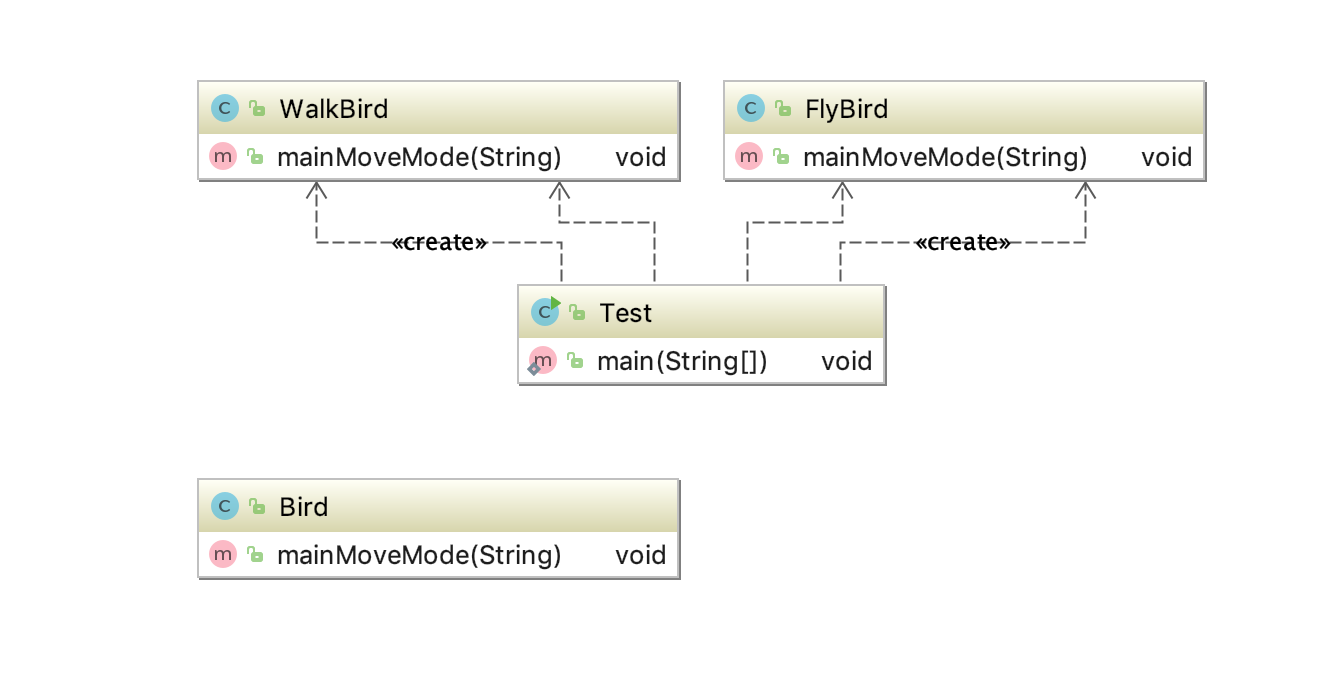 C WalkBird C FlyBird
m mainMoveMode(String) void m mainMoveMode(String) void
«create» «create»
C Test
m main(String[]) void
C Bird
m mainMoveMode(String) void